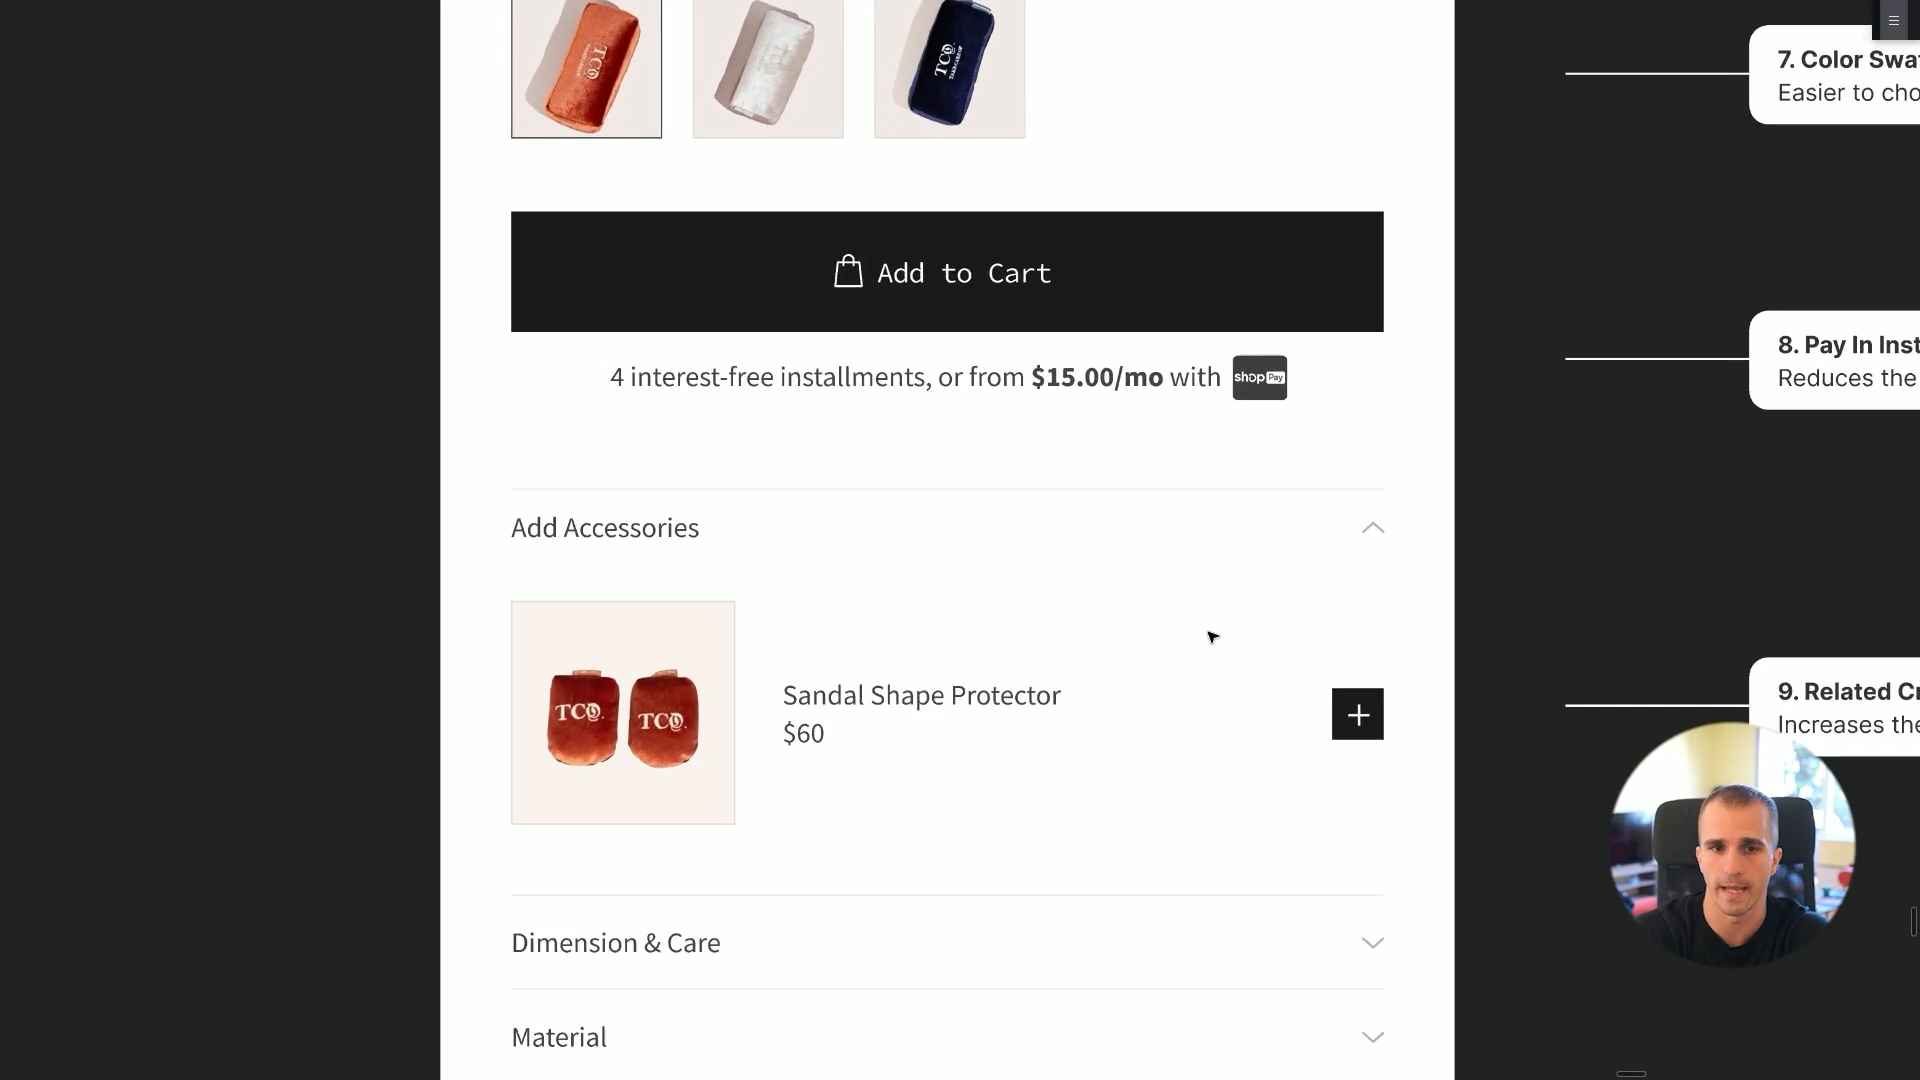 TCO.
TCO.
7. Color Swa
Easier to cho
Add to Cart
4 interest-free installments, or from $15.00/mo with shop Pay
8. Pay In Inst
Reduces the
Add Accessories
TCO.
TCO.
Sandal Shape Protector
$60
9. Related Cr
Increases the
Dimension & Care
Material